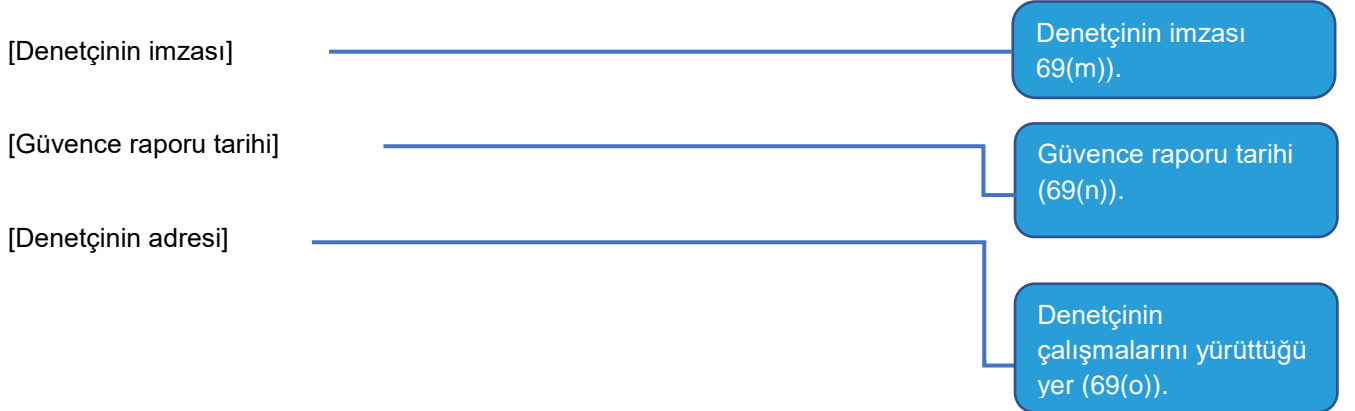 [Denetçinin imzası]
Denetçinin imzası
69(m)).
[Güvence raporu tarihi]
Güvence raporu tarihi
(69(n)).
[Denetçinin adresi]
Denetçinin
çalışmalarını yürüttüğü
yer (69(o)).